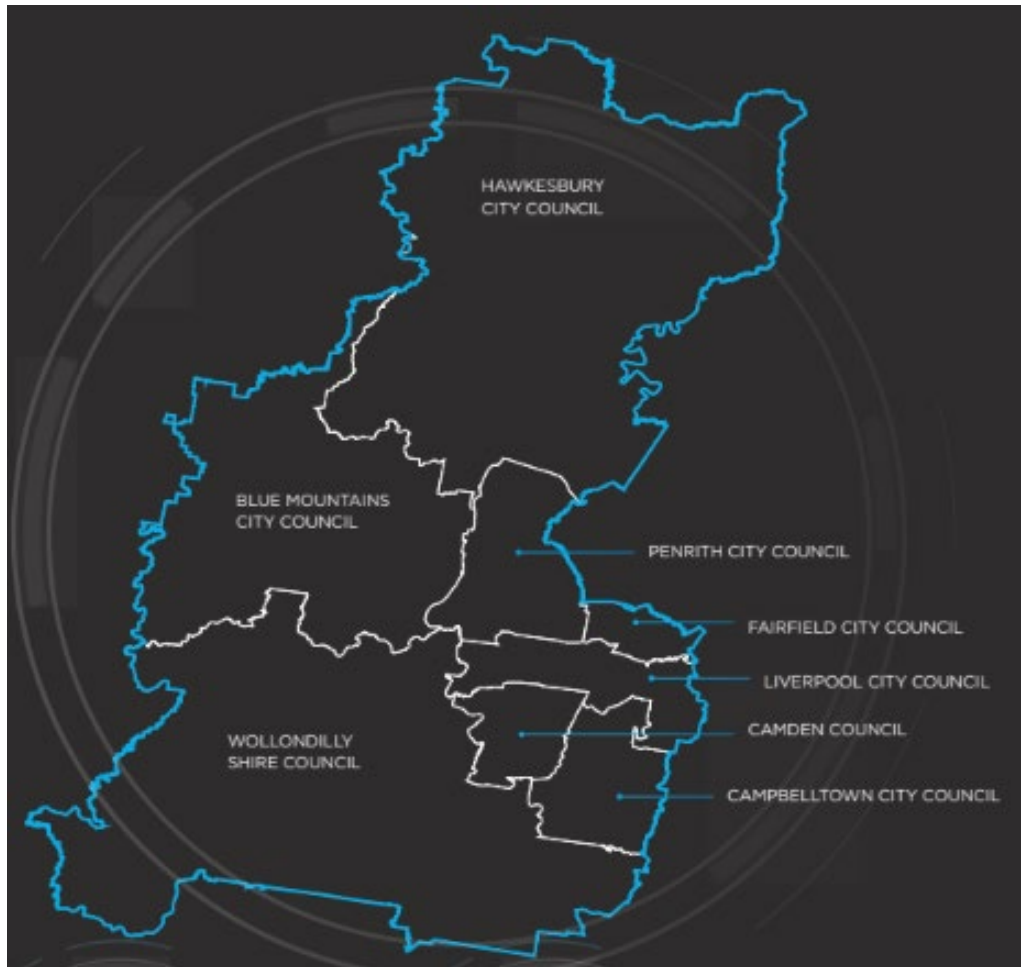 HAWKESBURY
CITY COUNCIL
BLUE MOUNTAINS
CITY COUNCIL
PENRITH CITY COUNCIL
FAIRFIELD CITY COUNCIL
LIVERPOOL CITY COUNCIL
CAMDEN COUNCIL
WOLLONDILLY
SHIRE COUNCIL
CAMPBELLTOWN CITY COUNCIL